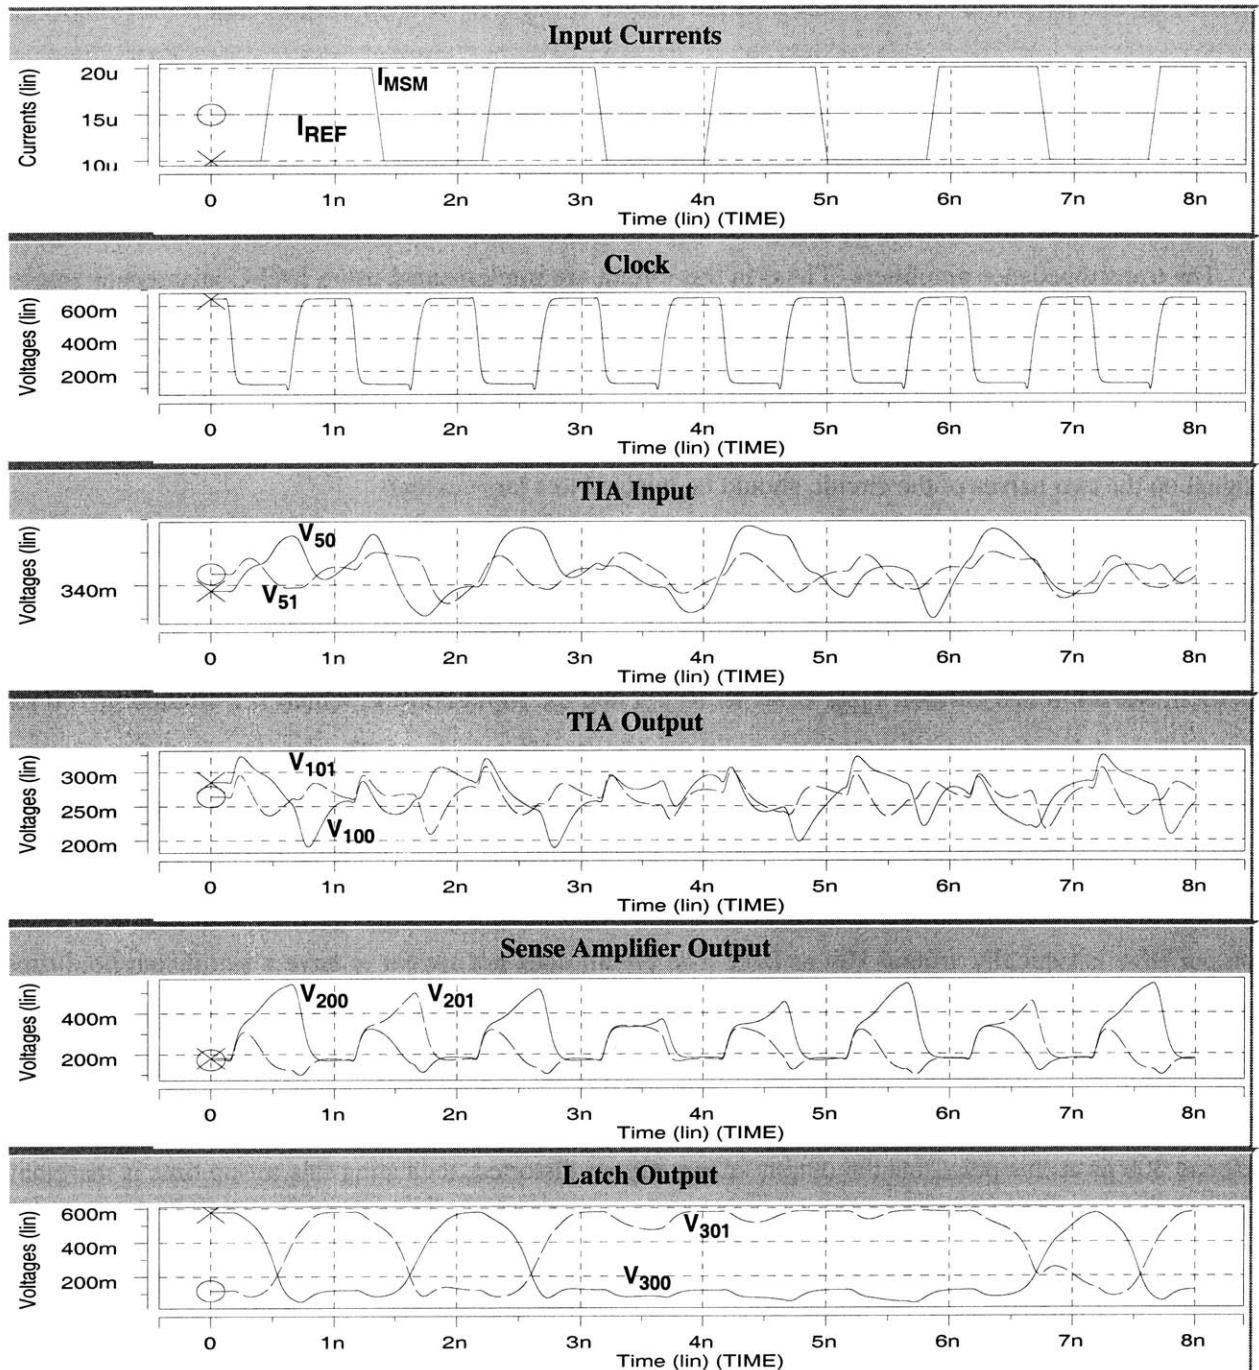 Input Currents
Currents (lin)
20u
15u
10u
I_MSM
I_REF
0 1n 2n 3n 4n 5n 6n 7n 8n
Time (lin) (TIME)
Clock
Voltages (lin)
600m
400m
200m
0 1n 2n 3n 4n 5n 6n 7n 8n
Time (lin) (TIME)
TIA Input
Voltages (lin)
340m
V50
V51
0 1n 2n 3n 4n 5n 6n 7n 8n
Time (lin) (TIME)
TIA Output
Voltages (lin)
300m
250m
200m
V101
V100
0 1n 2n 3n 4n 5n 6n 7n 8n
Time (lin) (TIME)
Sense Amplifier Output
Voltages (lin)
400m
200m
V200
V201
0 1n 2n 3n 4n 5n 6n 7n 8n
Time (lin) (TIME)
Latch Output
Voltages (lin)
600m
400m
200m
V301
V300
0 1n 2n 3n 4n 5n 6n 7n 8n
Time (lin) (TIME)